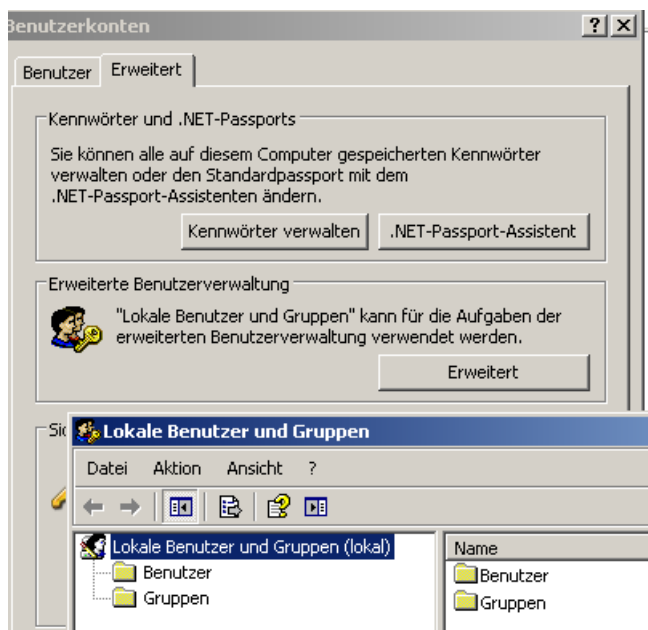 Benutzerkonten
Benutzer Erweitert
Kennwörter und .NET-Passports
Sie können alle auf diesem Computer gespeicherten Kennwörter
verwalten oder den Standardpassport mit dem
.NET-Passport-Assistenten ändern.
Kennwörter verwalten .NET-Passport-Assistent
Erweiterte Benutzerverwaltung
"Lokale Benutzer und Gruppen" kann für die Aufgaben der
erweiterten Benutzerverwaltung verwendet werden.
Erweitert
Lokale Benutzer und Gruppen
Datei Aktion Ansicht ?
Lokale Benutzer und Gruppen (lokal)
Benutzer
Gruppen
Name
Benutzer
Gruppen